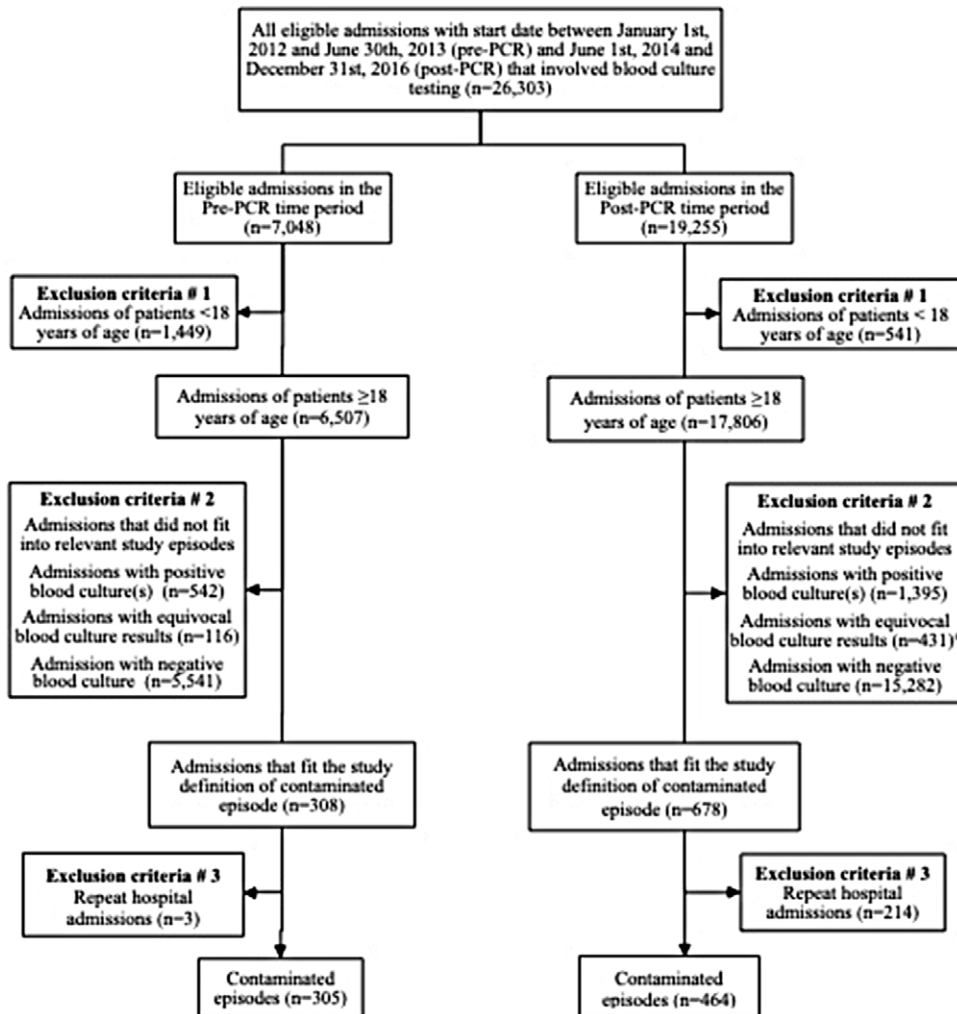 All eligible admissions with start date between January 1st,
2012 and June 30th, 2013 (pre-PCR) and June 1st, 2014 and
December 31st, 2016 (post-PCR) that involved blood culture
testing (n=26,303)
Eligible admissions in the
Pre-PCR time period
(n=7,048)
Eligible admissions in the
Post-PCR time period
(n=19,255)
Exclusion criteria # 1
Admissions of patients <18
years of age (n=1,449)
Exclusion criteria # 1
Admissions of patients < 18
years of age (n=541)
Admissions of patients ≥18
years of age (n=6,507)
Admissions of patients ≥18
years of age (n=17,806)
Exclusion criteria # 2
Admissions that did not fit
into relevant study episodes
Admissions with positive
blood culture(s) (n=542)
Admissions with equivocal
blood culture results (n=116)
Admission with negative
blood culture (n=5,541)
Exclusion criteria # 2
Admissions that did not fit
into relevant study episodes
Admissions with positive
blood culture(s) (n=1,395)
Admissions with equivocal
blood culture results (n=431)
Admission with negative
blood culture (n=15,282)
Admissions that fit the study
definition of contaminated
episode (n=308)
Admissions that fit the study
definition of contaminated
episode (n=678)
Exclusion criteria # 3
Repeat hospital
admissions (n=3)
Exclusion criteria # 3
Repeat hospital
admissions (n=214)
Contaminated
episodes (n=305)
Contaminated
episodes (n=464)